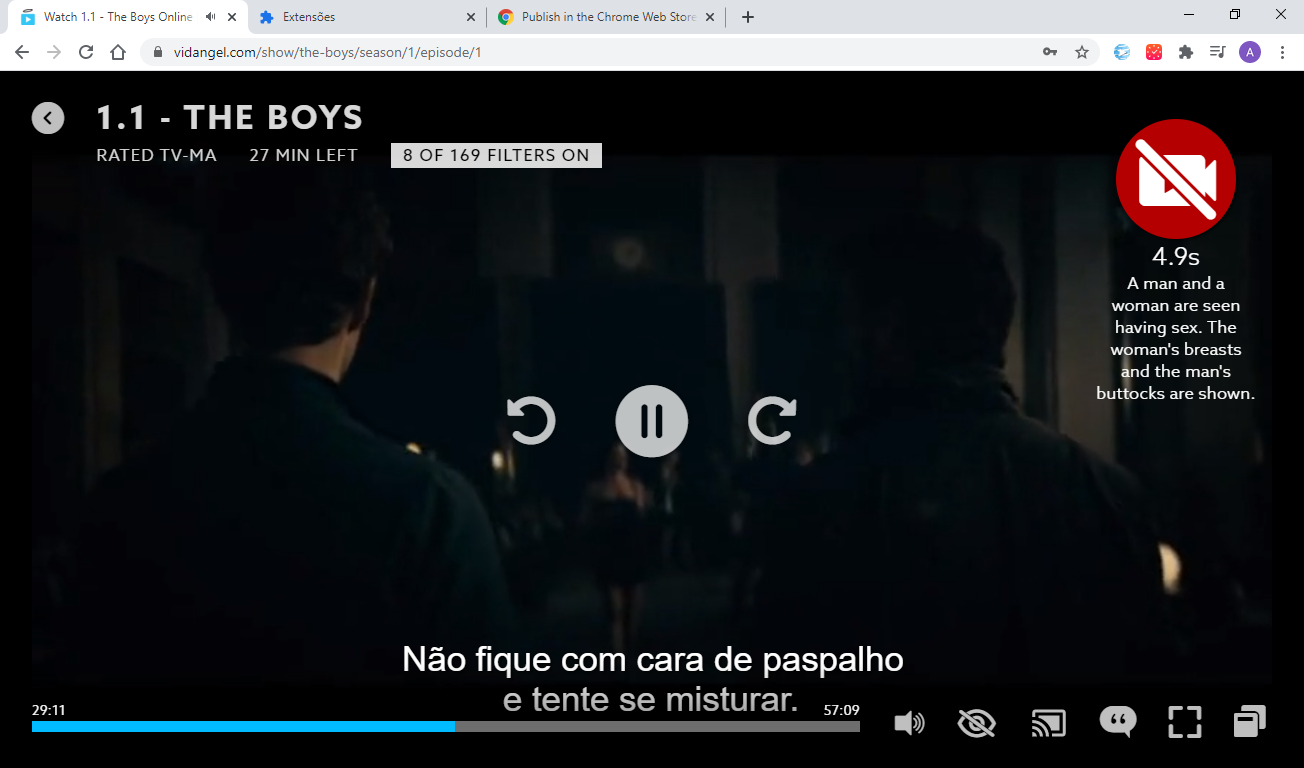 Watch 1.1 - The Boys Online
Extensões
Publish in the Chrome Web Store
vidangel.com/show/the-boys/season/1/episode/1
A
1.1 - THE BOYS
RATED TV-MA 27 MIN LEFT 8 OF 169 FILTERS ON
4.9s
A man and a
woman are seen
having sex. The
woman's breasts
and the man's
buttocks are shown.
Não fique com cara de paspalho
e tente se misturar.
29:11 57:09